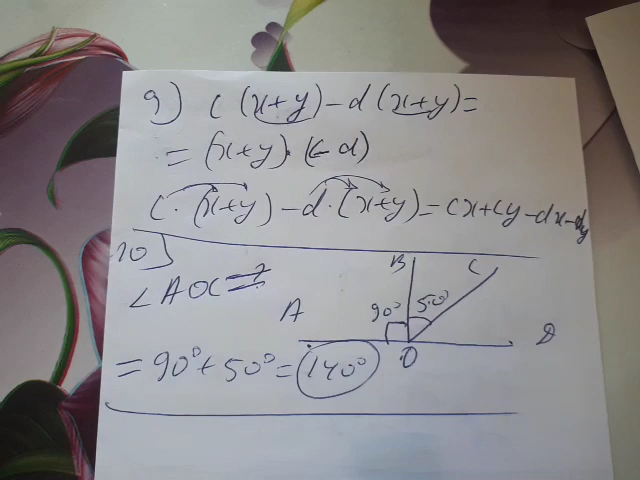 9) c (x+y) - d (x+y) =
= (x+y) · (c - d)
c · (x+y) - d · (x+y) = cx + cy - dx - dy
10)
∠AOC = ?
A
B
C
90° 50°
O
= 90° + 50° = 140°